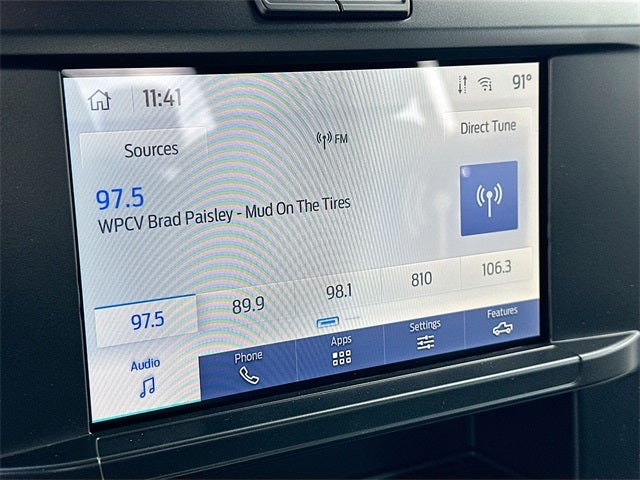 11:41
91°
Sources
FM
Direct Tune
97.5
WPCV Brad Paisley - Mud On The Tires
97.5
89.9
98.1
810
106.3
Audio
Phone
Apps
Settings
Features